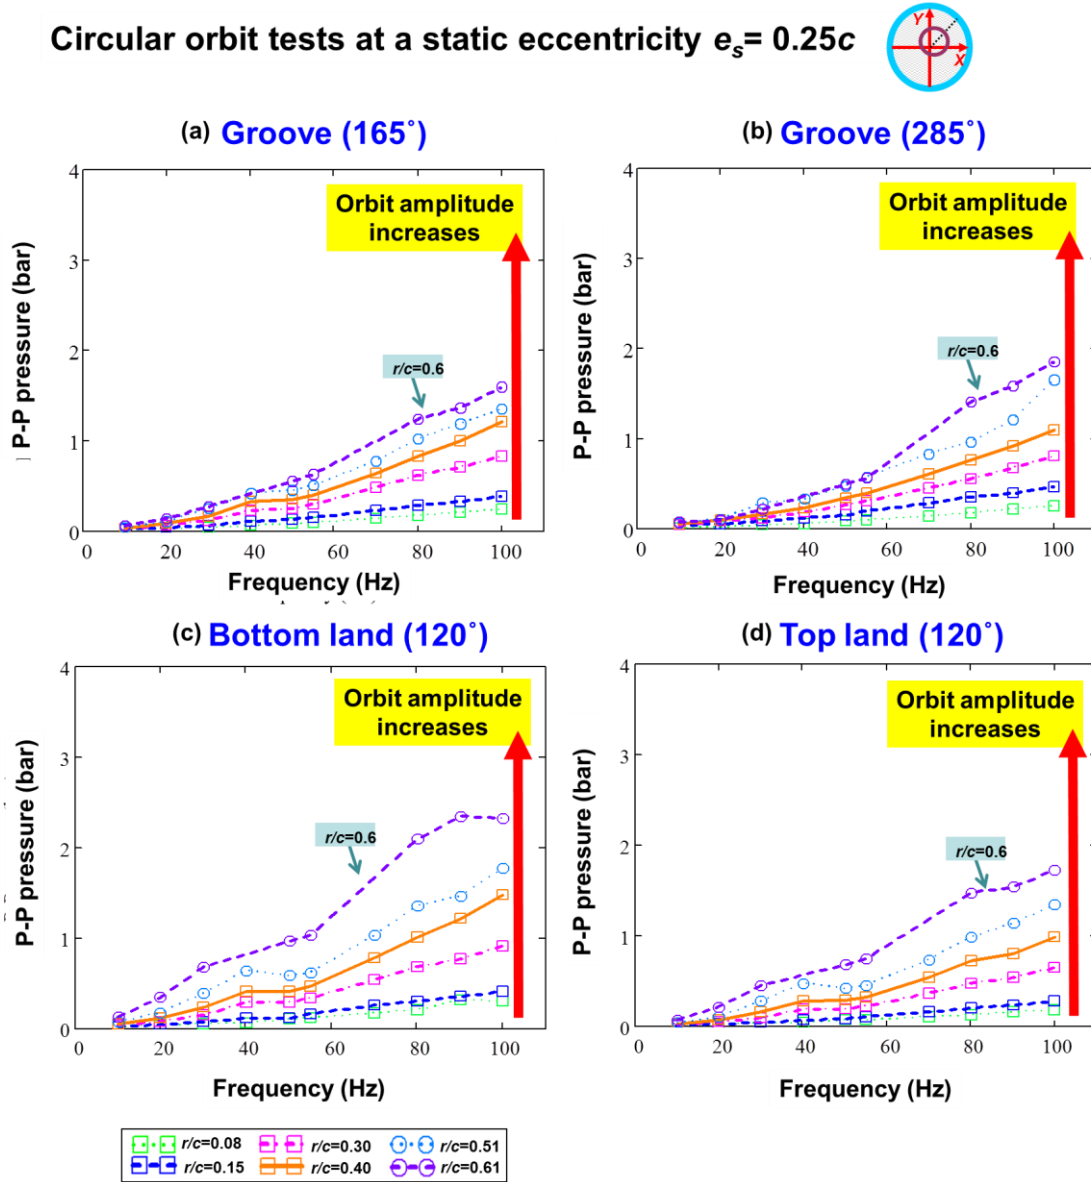 Circular orbit tests at a static eccentricity e_s= 0.25c
Y
X
(a) Groove (165˚)
4
3
2
1
0
P-P pressure (bar)
Orbit amplitude
increases
r/c=0.6
0 20 40 60 80 100
Frequency (Hz)
(b) Groove (285˚)
4
3
2
1
0
P-P pressure (bar)
Orbit amplitude
increases
r/c=0.6
0 20 40 60 80 100
Frequency (Hz)
(c) Bottom land (120˚)
4
3
2
1
0
P-P pressure (bar)
Orbit amplitude
increases
r/c=0.6
0 20 40 60 80 100
Frequency (Hz)
(d) Top land (120˚)
4
3
2
1
0
P-P pressure (bar)
Orbit amplitude
increases
r/c=0.6
0 20 40 60 80 100
Frequency (Hz)
r/c=0.08 r/c=0.30 r/c=0.51
r/c=0.15 r/c=0.40 r/c=0.61